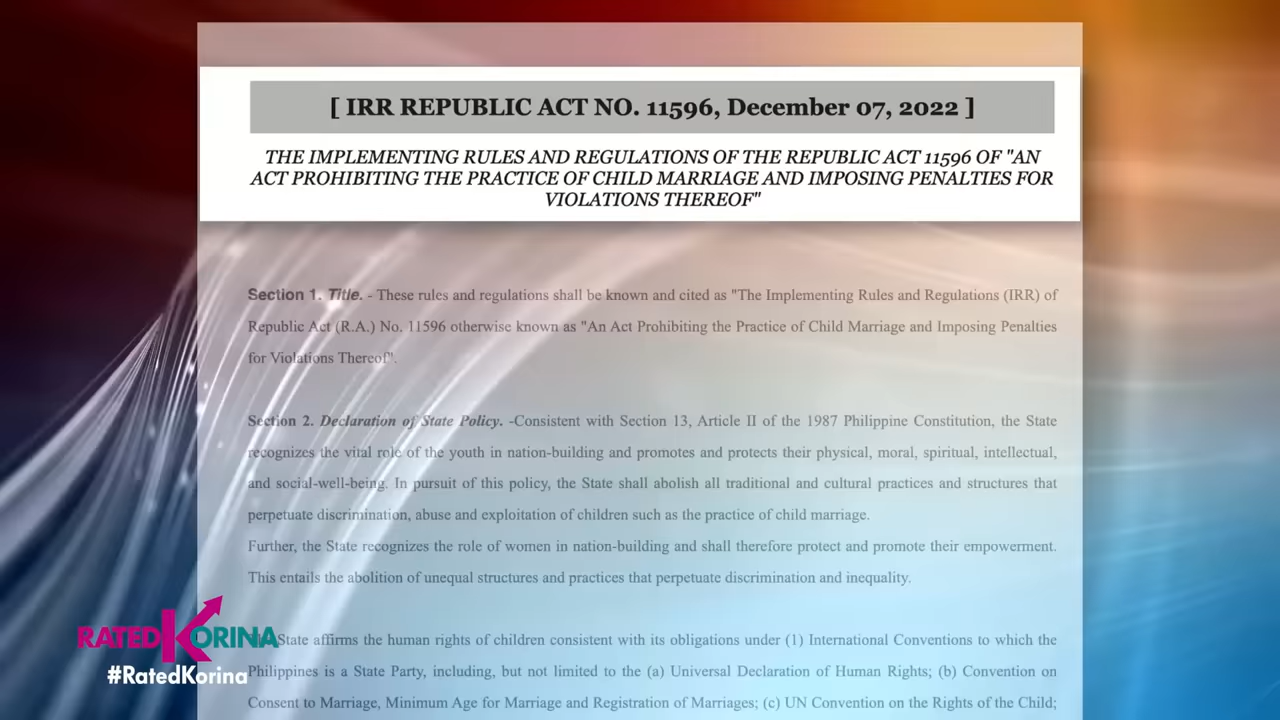 [ IRR REPUBLIC ACT NO. 11596, December 07, 2022 ]
THE IMPLEMENTING RULES AND REGULATIONS OF THE REPUBLIC ACT 11596 OF "AN
ACT PROHIBITING THE PRACTICE OF CHILD MARRIAGE AND IMPOSING PENALTIES FOR
VIOLATIONS THEREOF"
Section 1. Title. - These rules and regulations shall be known and cited as "The Implementing Rules and Regulations (IRR) of
Republic Act (R.A.) No. 11596 otherwise known as "An Act Prohibiting the Practice of Child Marriage and Imposing Penalties
for Violations Thereof".
Section 2. Declaration of State Policy. -Consistent with Section 13, Article II of the 1987 Philippine Constitution, the State
recognizes the vital role of the youth in nation-building and promotes and protects their physical, moral, spiritual, intellectual,
and social-well-being. In pursuit of this policy, the State shall abolish all traditional and cultural practices and structures that
perpetuate discrimination, abuse and exploitation of children such as the practice of child marriage.
Further, the State recognizes the role of women in nation-building and shall therefore protect and promote their empowerment.
This entails the abolition of unequal structures and practices that perpetuate discrimination and inequality.
State affirms the human rights of children consistent with its obligations under (1) International Conventions to which the
Philippines is a State Party, including, but not limited to the (a) Universal Declaration of Human Rights; (b) Convention on
Consent to Marriage, Minimum Age for Marriage and Registration of Marriages; (c) UN Convention on the Rights of the Child;
RATED KORINA
#RatedKorina